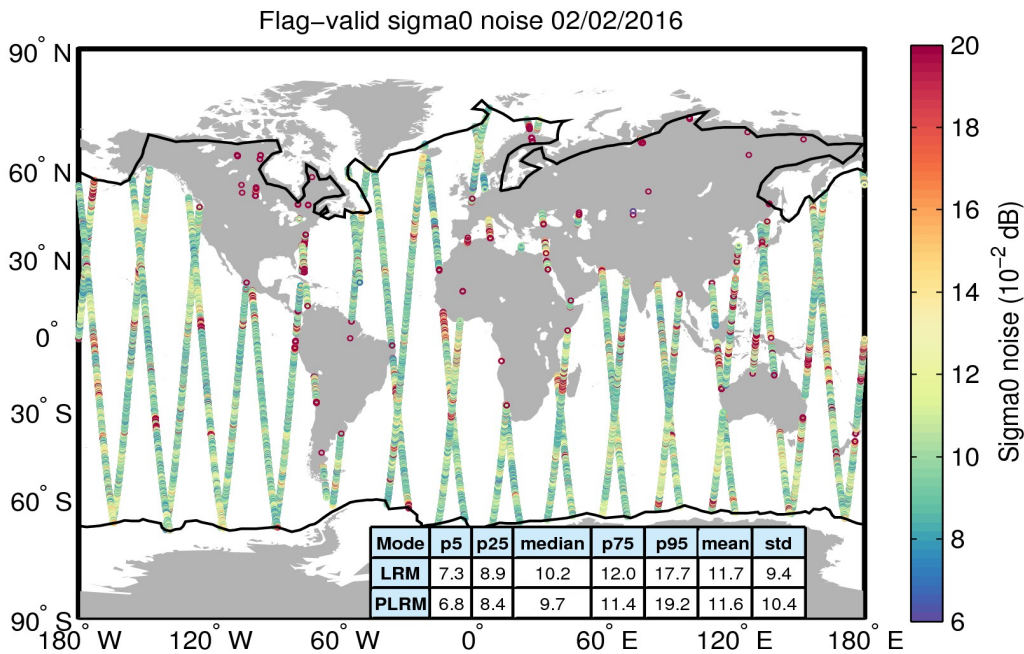 Flag−valid sigma0 noise 02/02/2016
90° N
60° N
30° N
0°
30° S
60° S
90° S
180° W
120° W
60° W
0°
60° E
120° E
180° E
Mode p5 p25 median p75 p95 mean std
LRM 7.3 8.9 10.2 12.0 17.7 11.7 9.4
PLRM 6.8 8.4 9.7 11.4 19.2 11.6 10.4
20
18
16
14
12
10
8
6
Sigma0 noise (10⁻² dB)